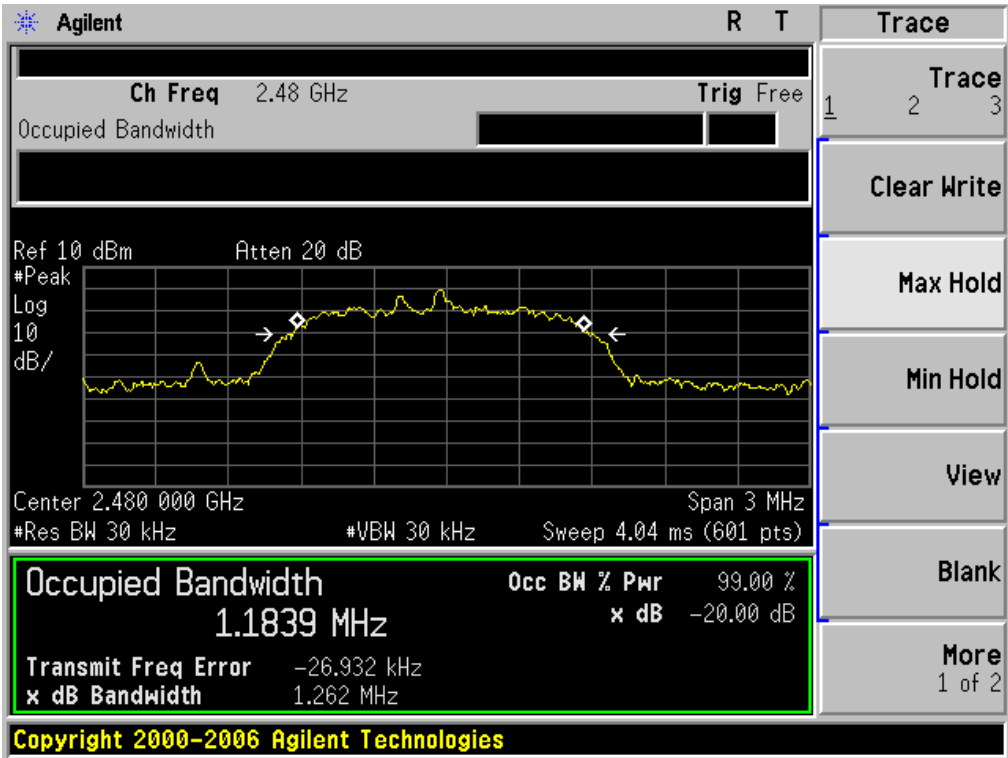 Agilent R T
Trace
Ch Freq 2.48 GHz Trig Free
Occupied Bandwidth
Trace
1 2 3
Clear Write
Max Hold
Min Hold
View
Blank
More
1 of 2
Ref 10 dBm Atten 20 dB
#Peak
Log
10
dB/
Center 2.480 000 GHz Span 3 MHz
#Res BW 30 kHz #VBW 30 kHz Sweep 4.04 ms (601 pts)
Occupied Bandwidth Occ BW % Pwr 99.00 %
1.1839 MHz x dB -20.00 dB
Transmit Freq Error -26.932 kHz
x dB Bandwidth 1.262 MHz
Copyright 2000-2006 Agilent Technologies